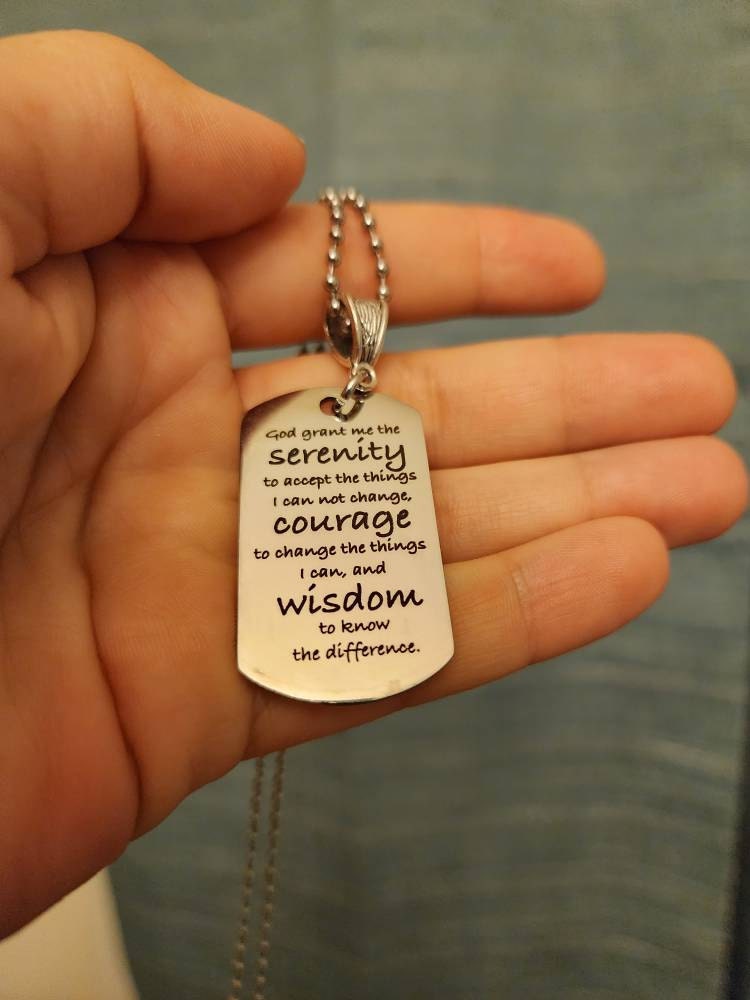 God grant me the
serenity
to accept the things
I can not change,
courage
to change the things
I can, and
wisdom
to know
the difference.